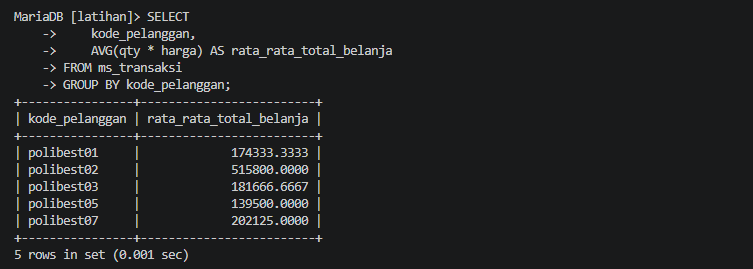 MariaDB [latihan]> SELECT
    ->     kode_pelanggan,
    ->     AVG(qty * harga) AS rata_rata_total_belanja
    -> FROM ms_transaksi
    -> GROUP BY kode_pelanggan;
+----------------+-------------------------+
| kode_pelanggan | rata_rata_total_belanja |
+----------------+-------------------------+
| polibest01     |             174333.3333 |
| polibest02     |             515800.0000 |
| polibest03     |             181666.6667 |
| polibest05     |             139500.0000 |
| polibest07     |             202125.0000 |
+----------------+-------------------------+
5 rows in set (0.001 sec)